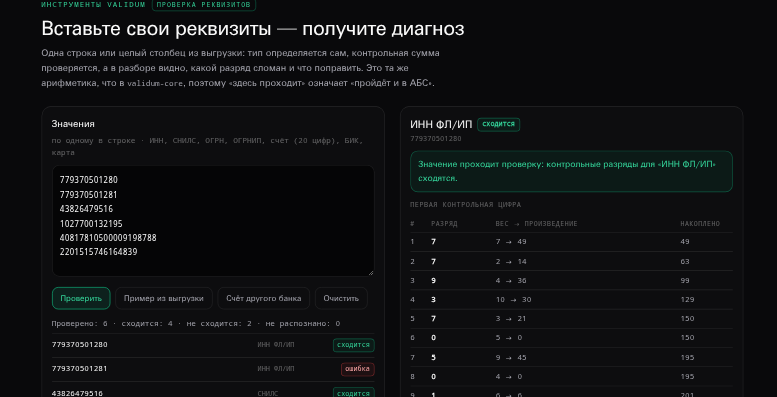 ИНСТРУМЕНТЫ VALIDUM ПРОВЕРКА РЕКВИЗИТОВ
Вставьте свои реквизиты — получите диагноз
Одна строка или целый столбец из выгрузки: тип определяется сам, контрольная сумма
проверяется, а в разборе видно, какой разряд сломан и что поправить. Это та же
арифметика, что в validum-core, поэтому «здесь проходит» означает «пройдёт и в АБС».
Значения
по одному в строке · ИНН, СНИЛС, ОГРН, ОГРНИП, счёт (20 цифр), БИК,
карта
779370501280
779370501281
43826479516
1027700132195
40817810500009198788
2201515746164839
Проверить Пример из выгрузки Счёт другого банка Очистить
Проверено: 6 · сходится: 4 · не сходится: 2 · не распознано: 0
779370501280 ИНН ФЛ/ИП сходится
779370501281 ИНН ФЛ/ИП ошибка
43826479516 СНИЛС сходится
ИНН ФЛ/ИП сходится
779370501280
Значение проходит проверку: контрольные разряды для «ИНН ФЛ/ИП»
сходятся.
ПЕРВАЯ КОНТРОЛЬНАЯ ЦИФРА
# РАЗРЯД ВЕС → ПРОИЗВЕДЕНИЕ НАКОПЛЕНО
1 7 7 → 49 49
2 7 2 → 14 63
3 9 4 → 36 99
4 3 10 → 30 129
5 7 3 → 21 150
6 0 5 → 0 150
7 5 9 → 45 195
8 0 4 → 0 195
9 1 6 → 6 201